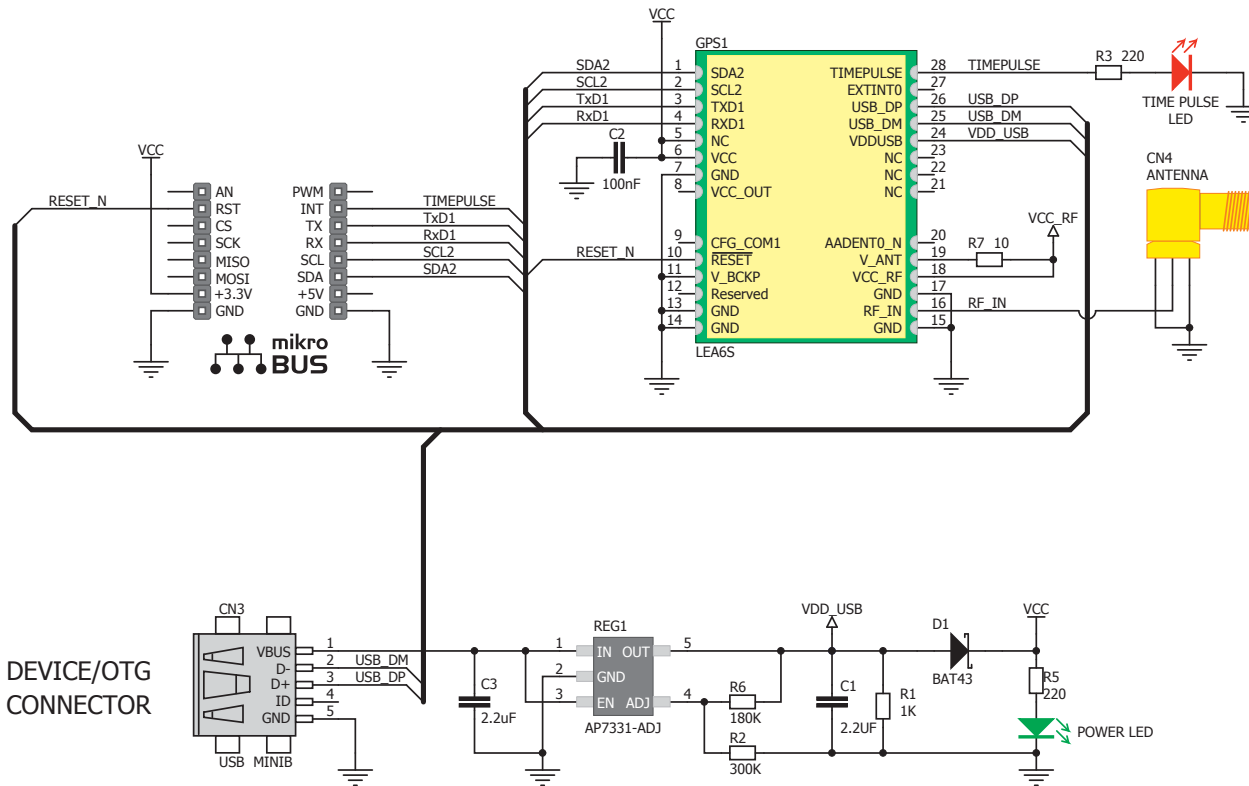 VCC
GPS1
SDA2 1 SDA2 TIMEPULSE 28 TIMEPULSE R3 220
SCL2 2 SCL2 EXTINT0 27
TxD1 3 TXD1 USB_DP 26 USB_DP
RxD1 4 RXD1 USB_DM 25 USB_DM
5 NC VDDUSB 24 VDD_USB
6 VCC NC 23
7 GND NC 22
8 VCC_OUT NC 21
TIME PULSE
LED
C2
100nF
CN4
ANTENNA
9 CFG_COM1 AADENT0_N 20
RESET_N 10 RESET V_ANT 19 R7 10
11 V_BCKP VCC_RF 18
12 Reserved GND 17
13 GND RF_IN 16 RF_IN
14 GND GND 15
VCC_RF
LEA6S
VCC
AN PWM
RESET_N RST INT TIMEPULSE
CS TX TxD1
SCK RX RxD1
MISO SCL SCL2
MOSI SDA SDA2
+3.3V +5V
GND GND
mikro
BUS
DEVICE/OTG
CONNECTOR
CN3
VBUS 1
D- 2 USB_DM
D+ 3 USB_DP
ID 4
GND 5
USB MINIB
C3
2.2uF
REG1
1 IN OUT 5
2 GND
3 EN ADJ 4
AP7331-ADJ
R6
180K
R2
300K
VDD_USB
C1
2.2UF
R1
1K
D1
BAT43
VCC
R5
220
POWER LED